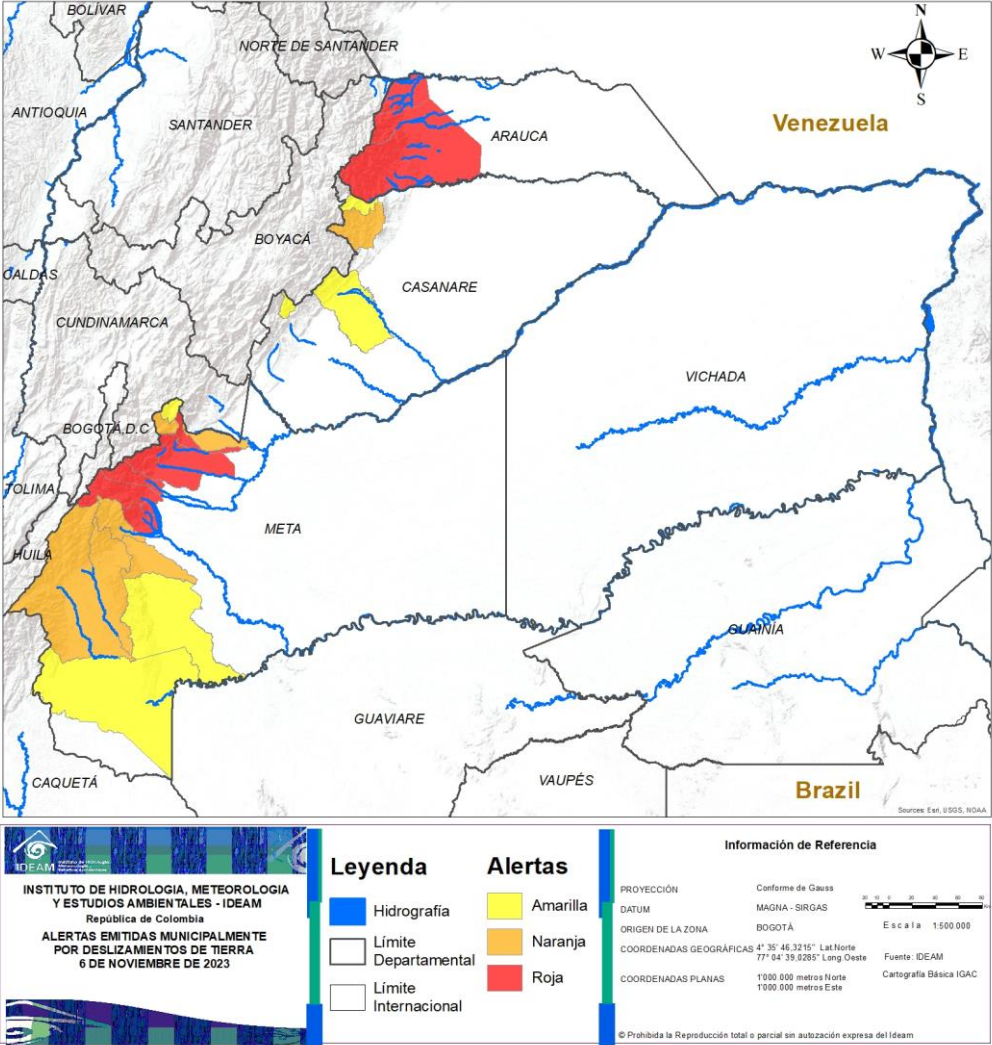 BOLÍVAR
N
NORTE DE SANTANDER
W
E
S
ANTIOQUIA
SANTANDER
ARAUCA
Venezuela
BOYACÁ
CALDAS
CASANARE
CUNDINAMARCA
VICHADA
BOGOTÁ,D.C
TOLIMA
META
HUILA
GUAINÍA
GUAVIARE
CAQUETÁ
VAUPÉS
Brazil
Sources: Esri, USGS, NOAA
IDEAM
INSTITUTO DE HIDROLOGIA, METEOROLOGIA
Y ESTUDIOS AMBIENTALES - IDEAM
República de Colombia
ALERTAS EMITIDAS MUNICIPALMENTE
POR DESLIZAMIENTOS DE TIERRA
6 DE NOVIEMBRE DE 2023
Leyenda
Hidrografía
Límite
Departamental
Límite
Internacional
Alertas
Amarilla
Naranja
Roja
Información de Referencia
PROYECCIÓN Conforme de Gauss
DATUM MAGNA - SIRGAS
ORIGEN DE LA ZONA BOGOTÁ
COORDENADAS GEOGRÁFICAS 4° 35' 46,3215" Lat.Norte
77° 04' 39,0285" Long.Oeste
COORDENADAS PLANAS 1'000.000 metros Norte
1'000.000 metros Este
Escala 1:500.000
Fuente: IDEAM
Cartografía Básica IGAC
© Prohibida la Reproducción total o parcial sin autozación expresa del Ideam